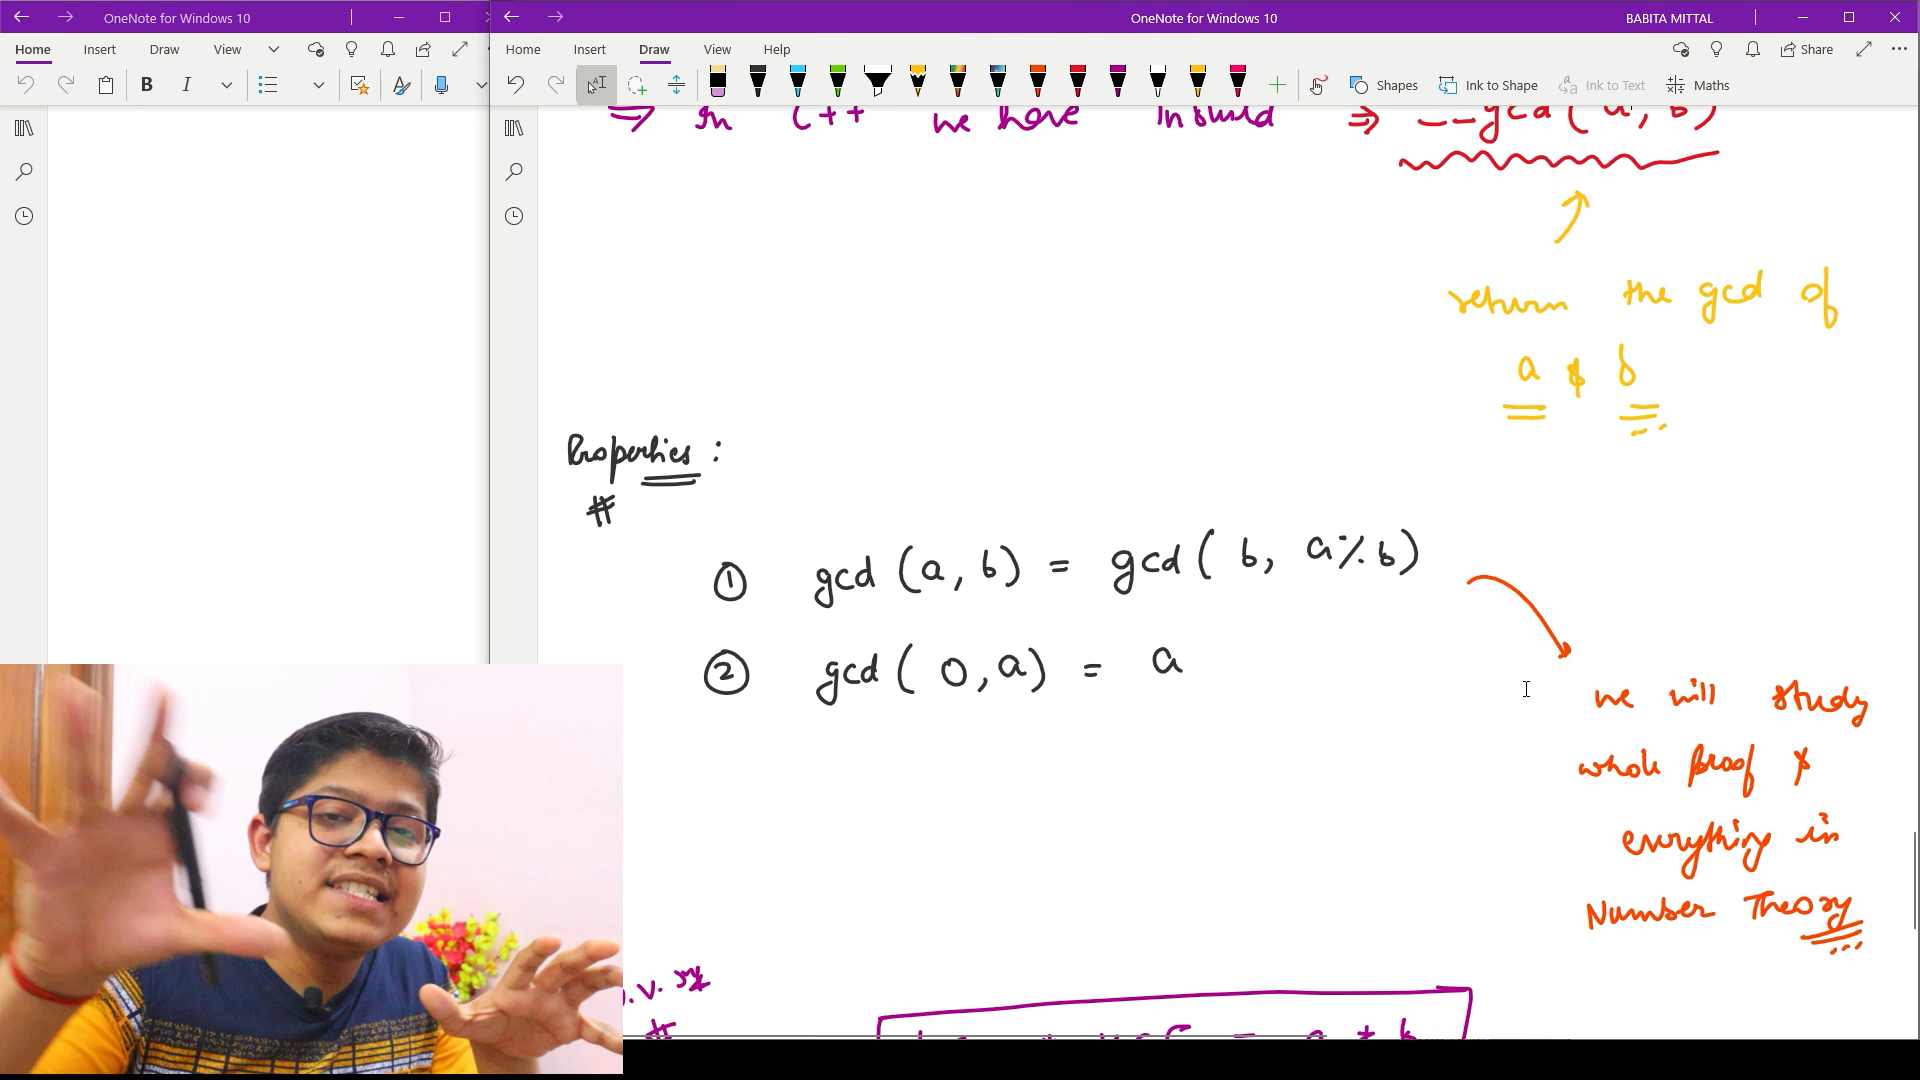 OneNote for Windows 10
OneNote for Windows 10
BABITA MITTAL
Home Insert Draw View
Home Insert Draw View Help
Share
B I
Shapes Ink to Shape Ink to Text Maths
⇒ In C++ we have Inbuild ⇒ __gcd(a, b)
return the gcd of
a & b
Properties :
#
① gcd (a, b) = gcd ( b, a % b)
② gcd ( 0, a) = a
we will study
whole proof &
everything in
Number Theory
= a * b